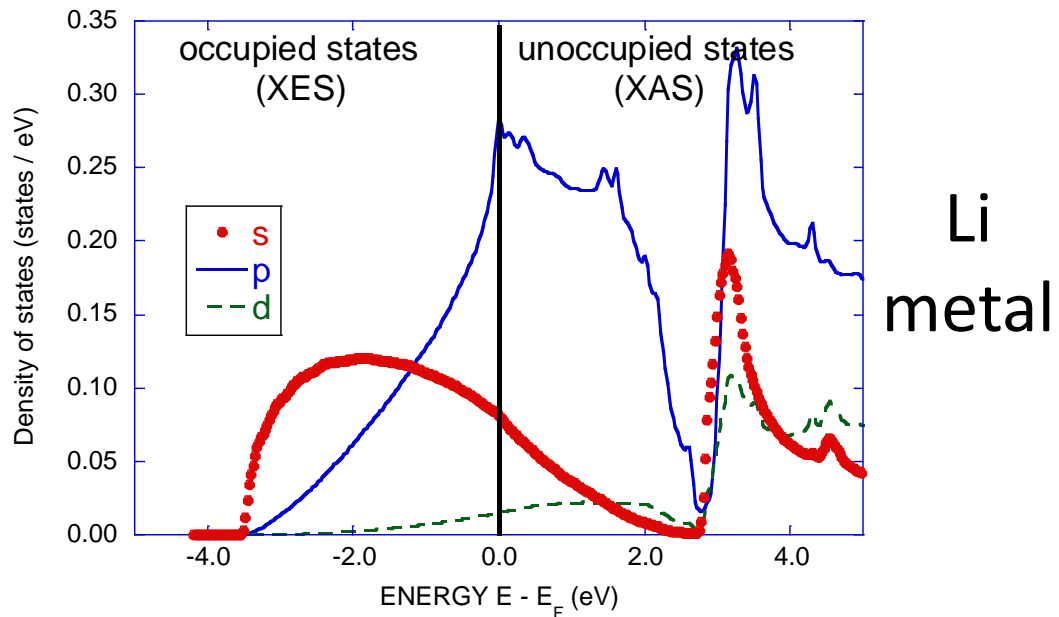 occupied states
(XES)
unoccupied states
(XAS)
0.35
0.30
0.25
0.20
0.15
0.10
0.05
0.00
Density of states (states / eV)
s
p
d
-4.0 -2.0 0.0 2.0 4.0
ENERGY E - E_F (eV)
Li
metal